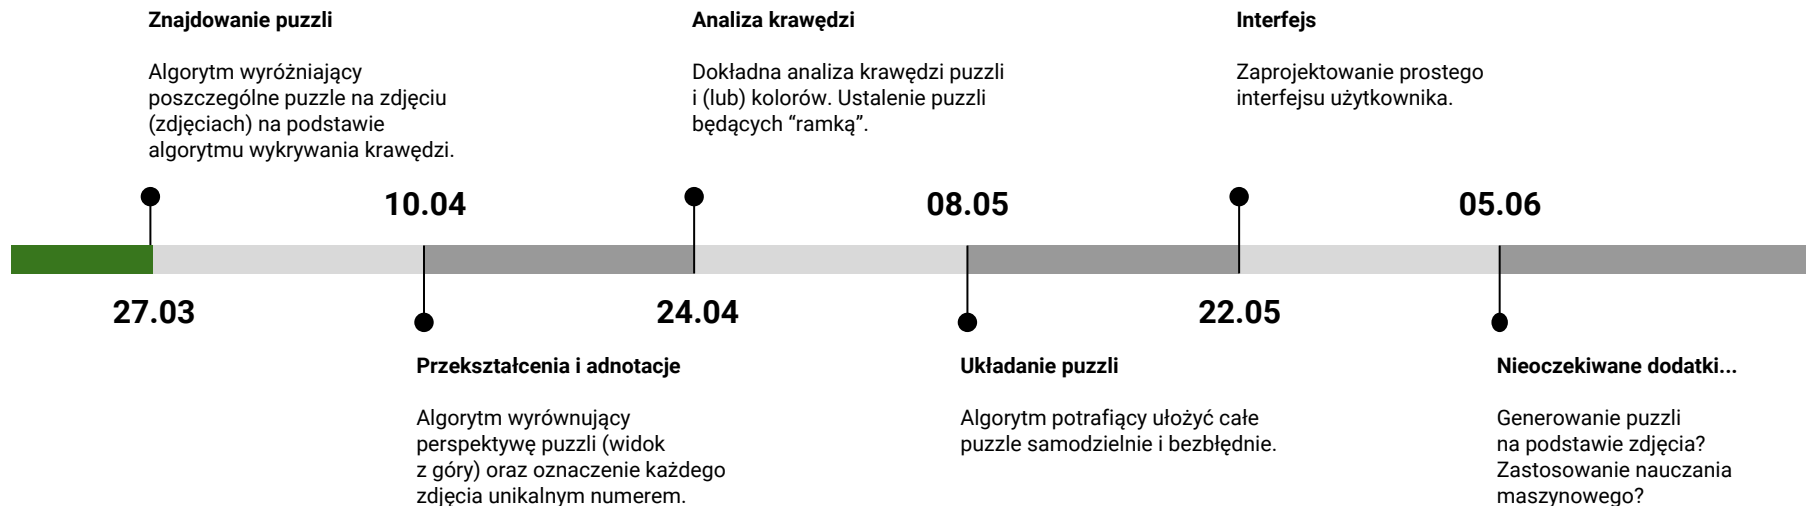 Znajdowanie puzzli
Algorytm wyróżniający
poszczególne puzzle na zdjęciu
(zdjęciach) na podstawie
algorytmu wykrywania krawędzi.
27.03
10.04
Przekształcenia i adnotacje
Algorytm wyrównujący
perspektywę puzzli (widok
z góry) oraz oznaczenie każdego
zdjęcia unikalnym numerem.
Analiza krawędzi
Dokładna analiza krawędzi puzzli
i (lub) kolorów. Ustalenie puzzli
będących “ramką”.
24.04
08.05
Układanie puzzli
Algorytm potrafiący ułożyć całe
puzzle samodzielnie i bezbłędnie.
Interfejs
Zaprojektowanie prostego
interfejsu użytkownika.
22.05
05.06
Nieoczekiwane dodatki...
Generowanie puzzli
na podstawie zdjęcia?
Zastosowanie nauczania
maszynowego?